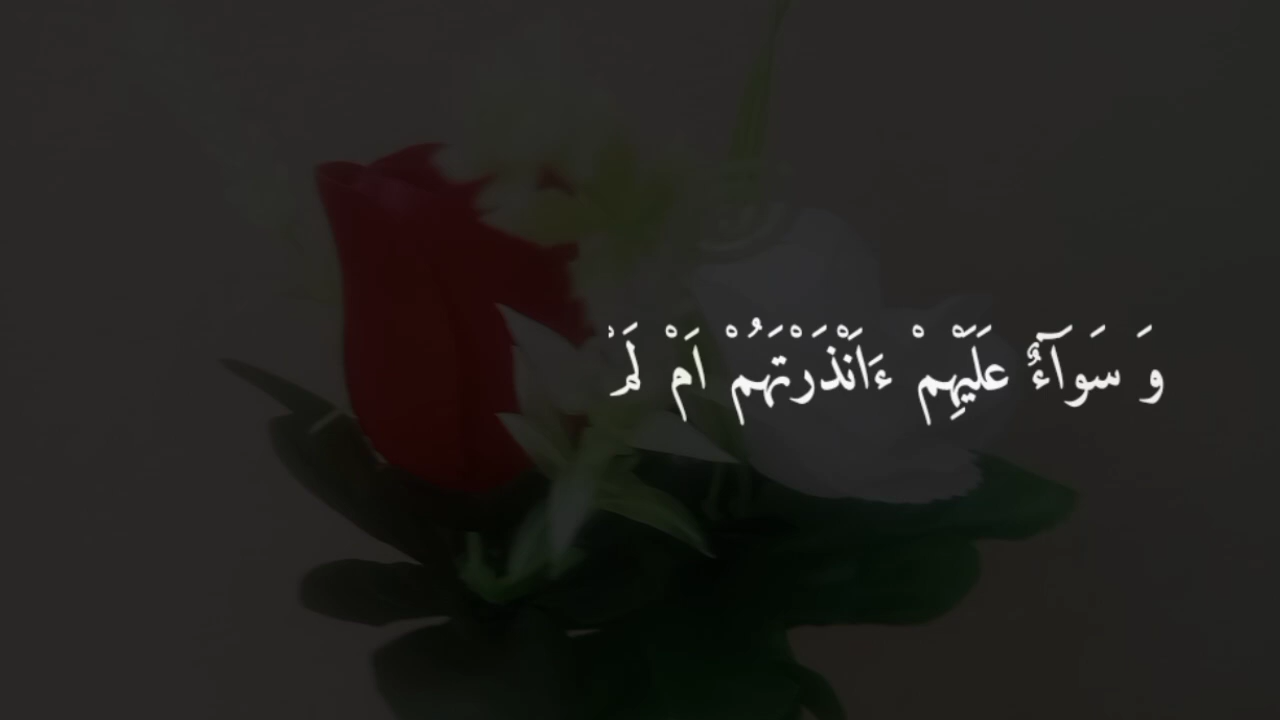 وَ سَوَآءٌ عَلَيْهِمْ ءَاَنْذَرْتَهُمْ اَمْ لَمْ